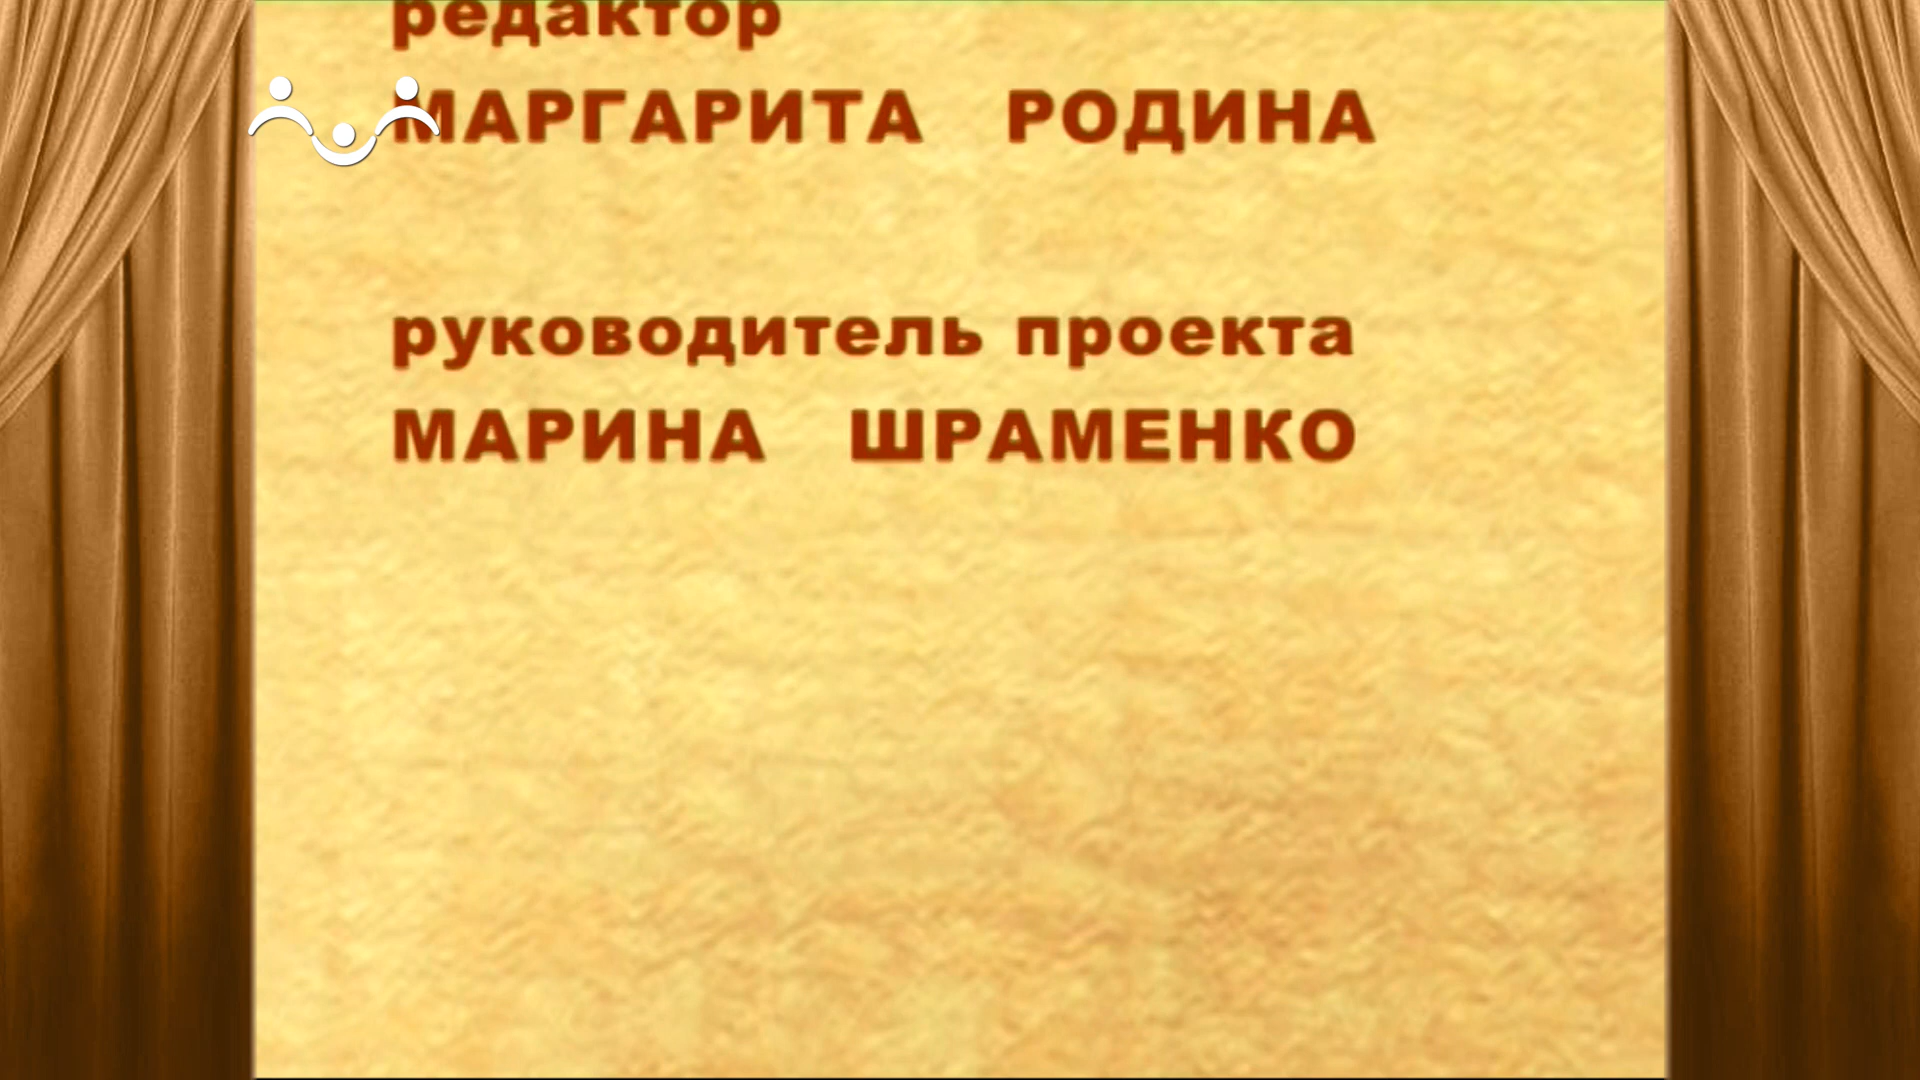 редактор
МАРГАРИТА РОДИНА
руководитель проекта
МАРИНА ШРАМЕНКО